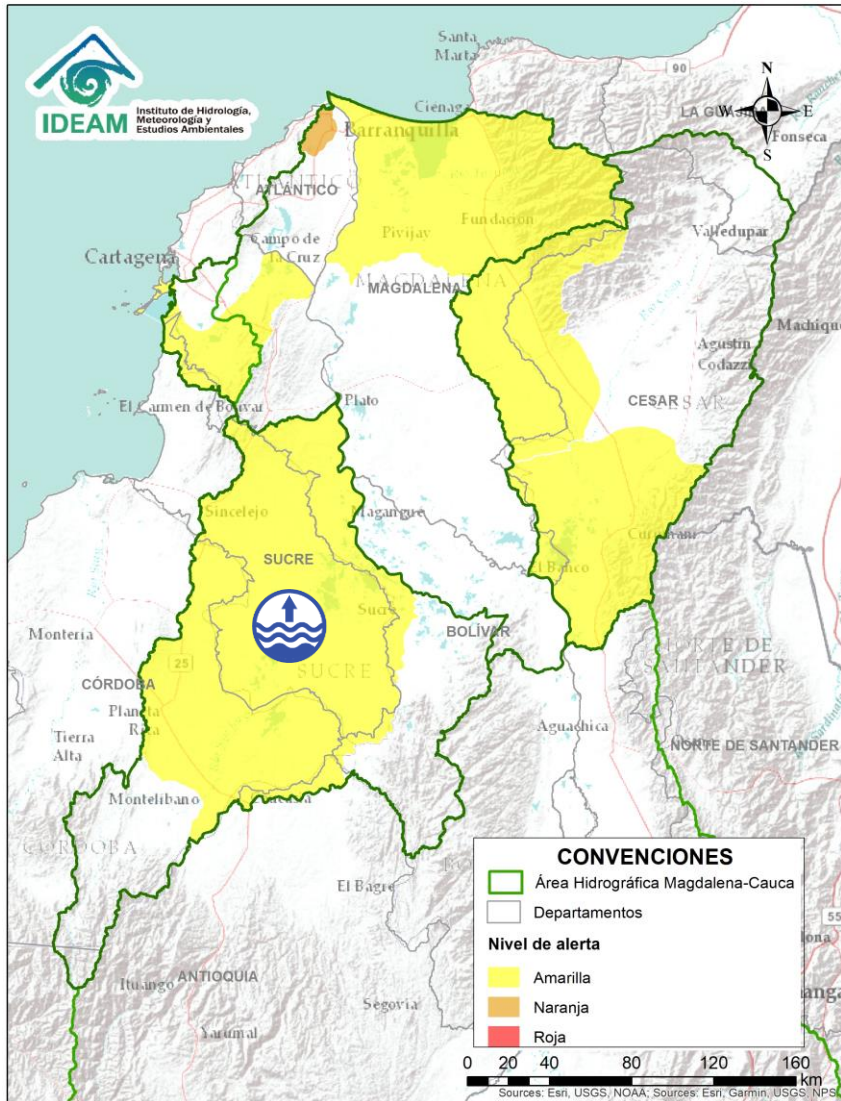 IDEAM
Instituto de Hidrología,
Meteorología y
Estudios Ambientales
Santa
Marta
90
N
W
E
S
Ciénaga
LA GUAJIRA
Fonseca
Barranquilla
ATLÁNTICO
ATLÁNTICO
Fundación
Valledupar
Campo de
la Cruz
Pivijay
Cartagena
MAGDALENA
MAGDALENA
Machique
Agustín
Codazzi
CESAR
CESAR
El Carmen de Bolívar
Plato
Sincelejo
Magangué
SUCRE
El Banco
Sucre
BOLÍVAR
Montería
SUCRE
25
CÓRDOBA
Planeta
Rica
Tierra
Alta
NORTE DE
SANTANDER
Aguachica
NORTE DE SANTANDER
Montelíbano
CÓRDOBA
El Bagre
Ituango
ANTIOQUIA
Segovia
Yarumal
CONVENCIONES
Área Hidrográfica Magdalena-Cauca
Departamentos
Nivel de alerta
Amarilla
Naranja
Roja
55
0 20 40 80 120 160
km
Sources: Esri, USGS, NOAA; Sources: Esri, Garmin, USGS, NPS